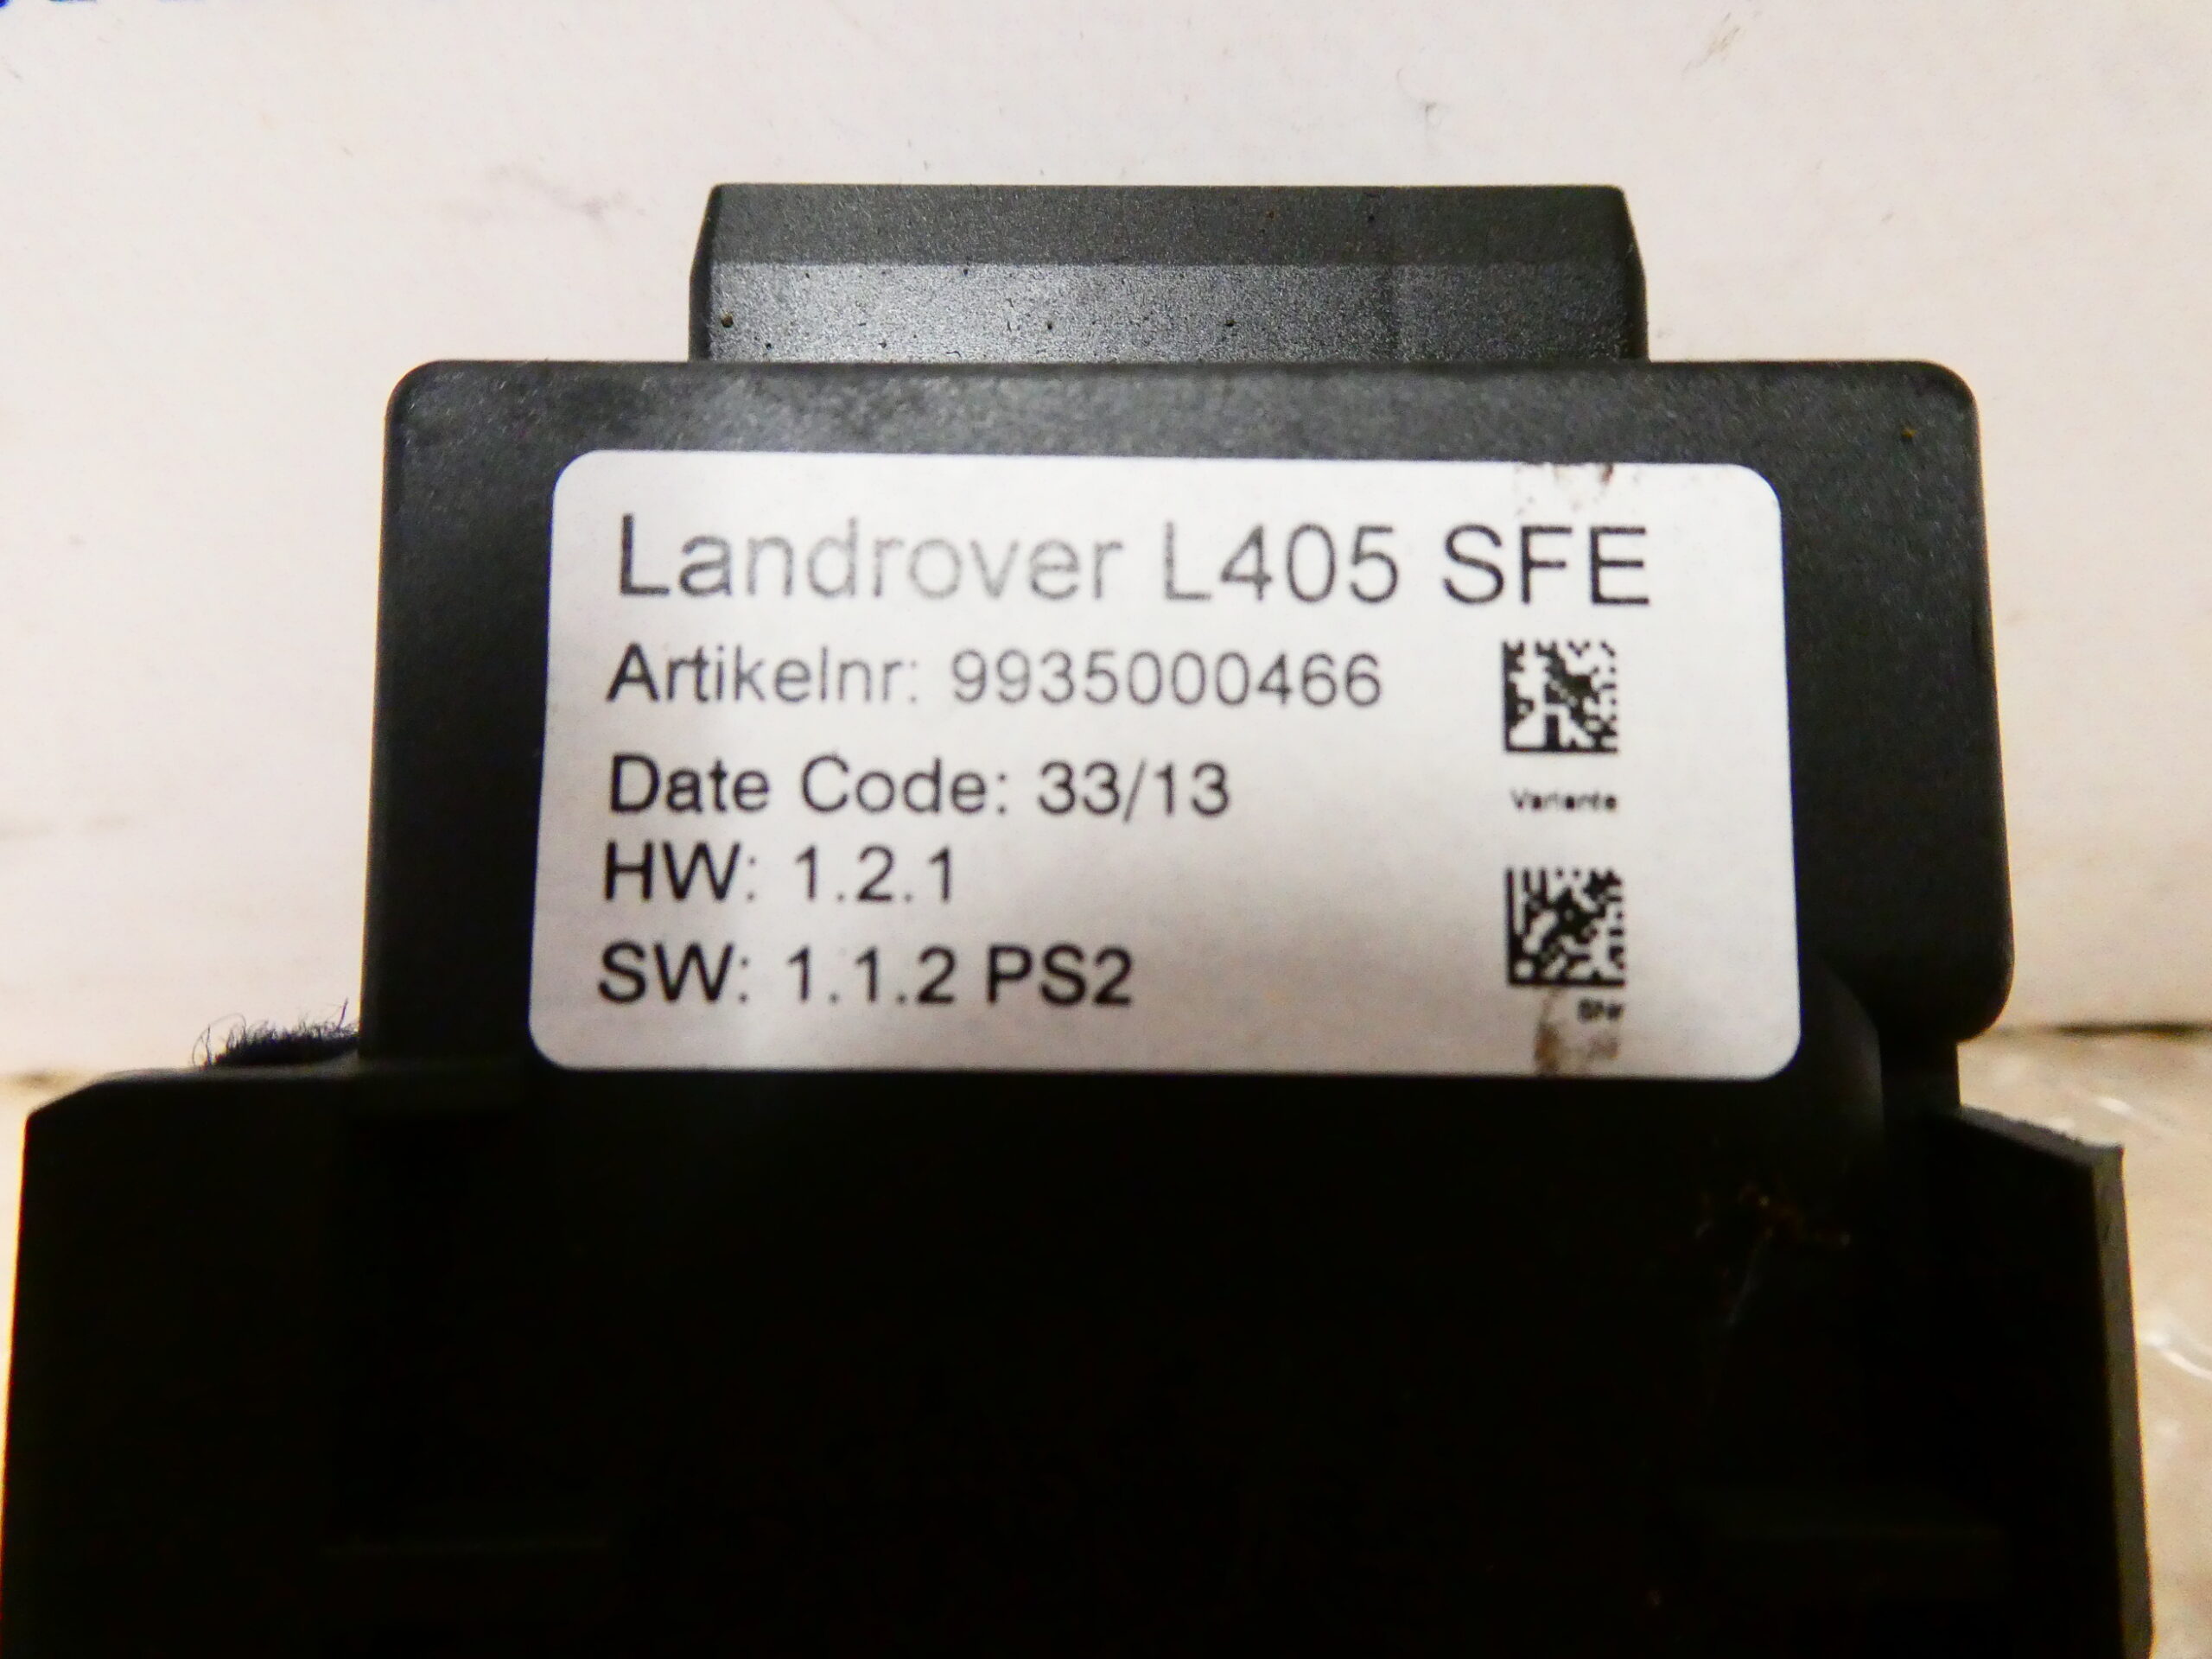 Landrover L405 SFE
Artikelnr: 9935000466
Date Code: 33/13
Variante
HW: 1.2.1
SW: 1.1.2 PS2
SNr